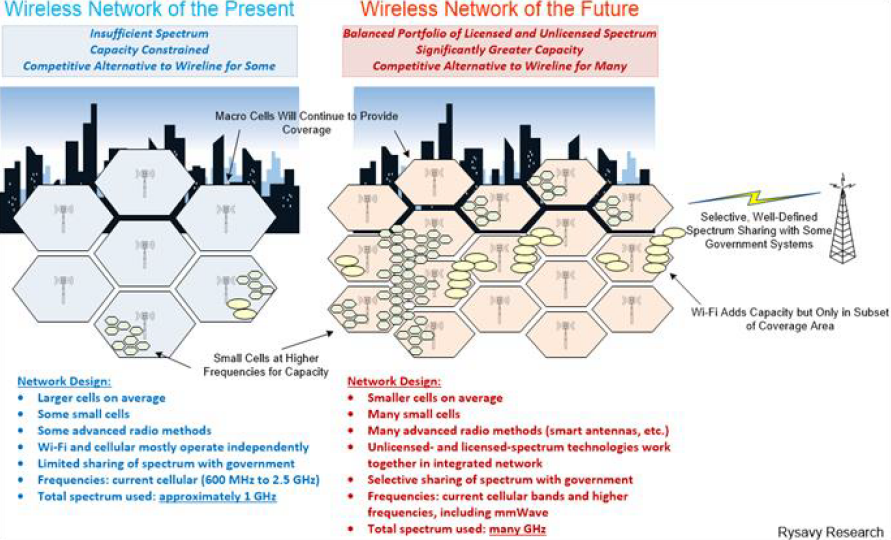 Wireless Network of the Present
Insufficient Spectrum
Capacity Constrained
Competitive Alternative to Wireline for Some
Wireless Network of the Future
Balanced Portfolio of Licensed and Unlicensed Spectrum
Significantly Greater Capacity
Competitive Alternative to Wireline for Many
Macro Cells Will Continue to Provide
Coverage
Selective, Well-Defined
Spectrum Sharing with Some
Government Systems
Wi-Fi Adds Capacity but Only in Subset
of Coverage Area
Small Cells at Higher
Frequencies for Capacity
Network Design:
• Larger cells on average
• Some small cells
• Some advanced radio methods
• Wi-Fi and cellular mostly operate independently
• Limited sharing of spectrum with government
• Frequencies: current cellular (600 MHz to 2.5 GHz)
• Total spectrum used: approximately 1 GHz
Network Design:
• Smaller cells on average
• Many small cells
• Many advanced radio methods (smart antennas, etc.)
• Unlicensed- and licensed-spectrum technologies work
together in integrated network
• Selective sharing of spectrum with government
• Frequencies: current cellular bands and higher
frequencies, including mmWave
• Total spectrum used: many GHz
Rysavy Research